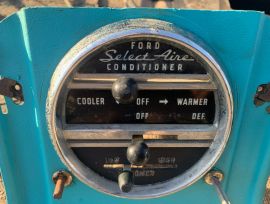 FORD
Select Aire
CONDITIONER
COOLER OFF → WARMER
OFF DEF.